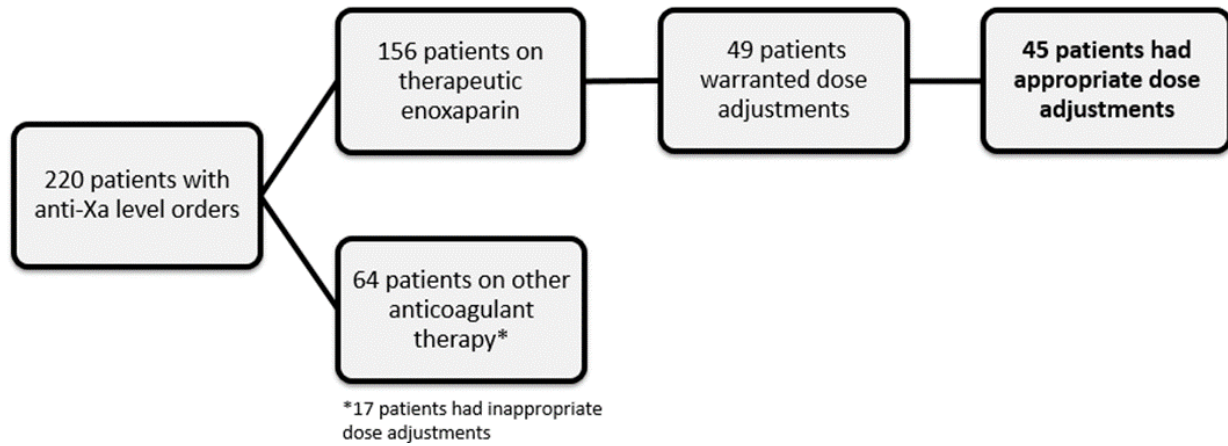 220 patients with
anti-Xa level orders
156 patients on
therapeutic
enoxaparin
49 patients
warranted dose
adjustments
45 patients had
appropriate dose
adjustments
64 patients on other
anticoagulant
therapy*
*17 patients had inappropriate
dose adjustments